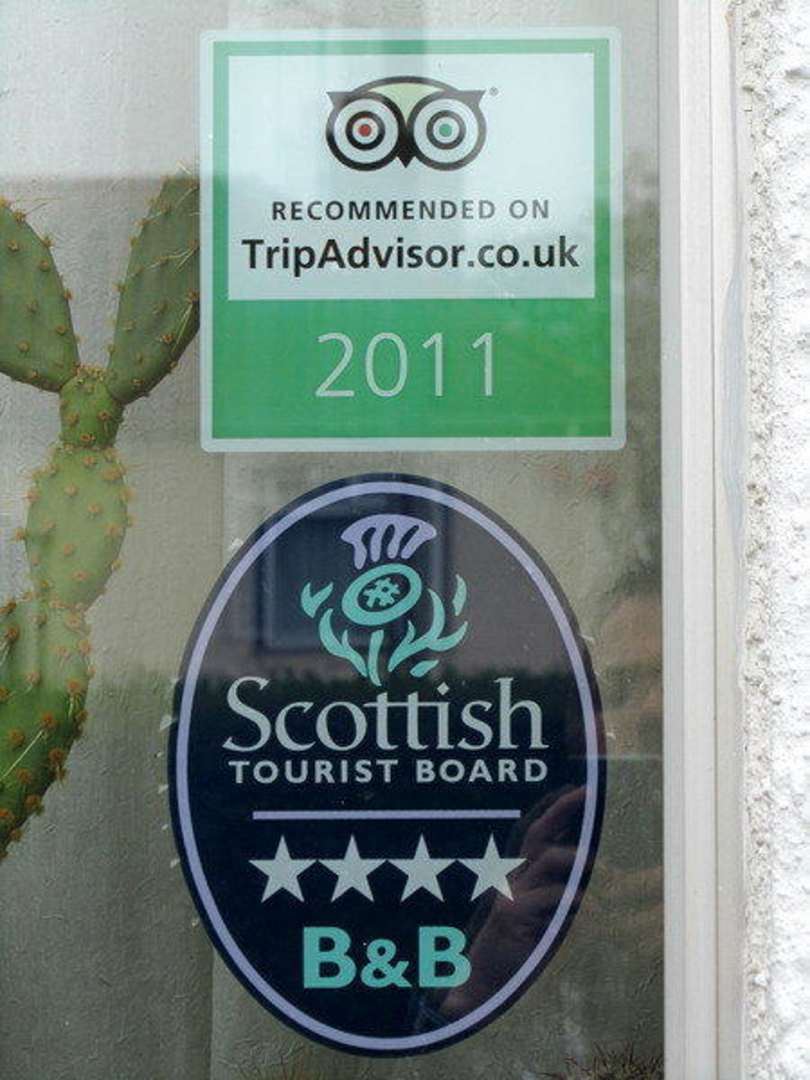 RECOMMENDED ON
TripAdvisor.co.uk
2011
Scottish
TOURIST BOARD
B&B